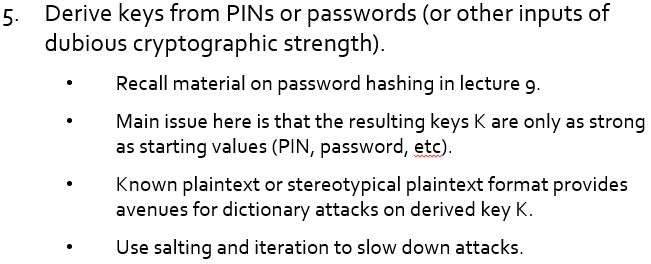 5. Derive keys from PINs or passwords (or other inputs of
dubious cryptographic strength).
• Recall material on password hashing in lecture 9.
• Main issue here is that the resulting keys K are only as strong
as starting values (PIN, password, etc).
• Known plaintext or stereotypical plaintext format provides
avenues for dictionary attacks on derived key K.
• Use salting and iteration to slow down attacks.